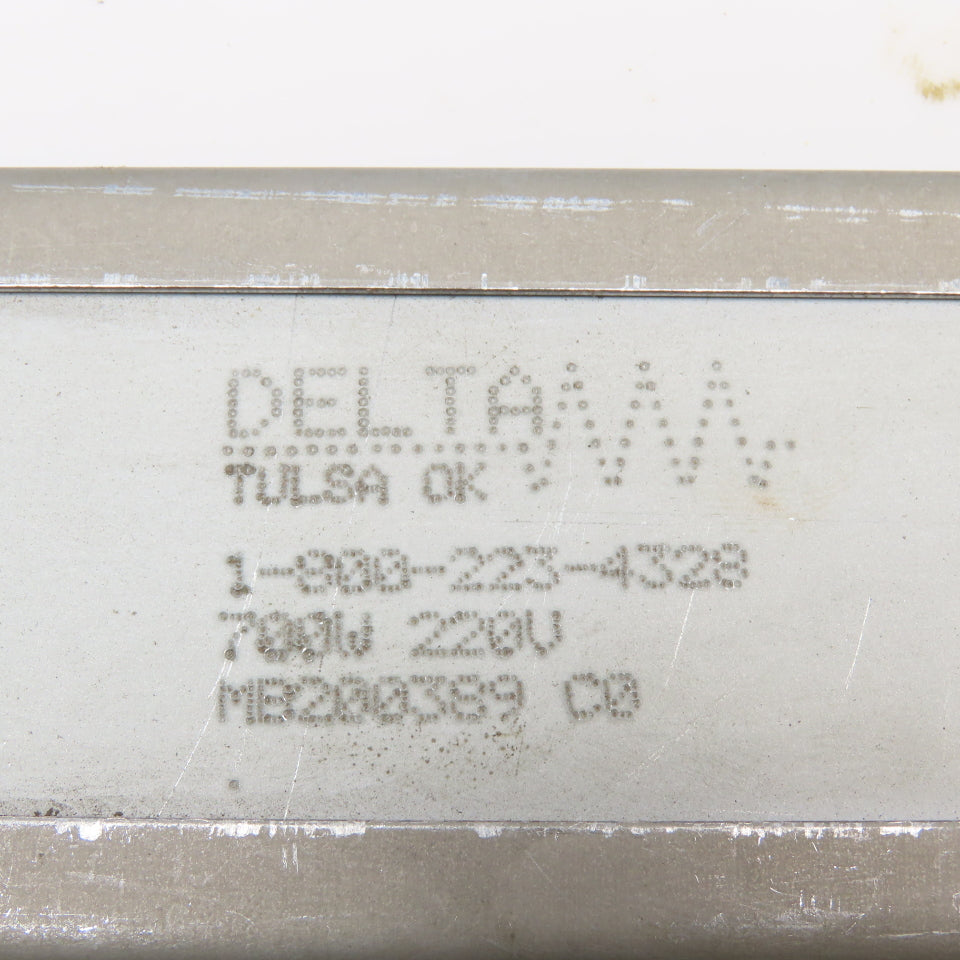 DELTA
TULSA OK
1-800-223-4328
700W 220V
MB200389 C0